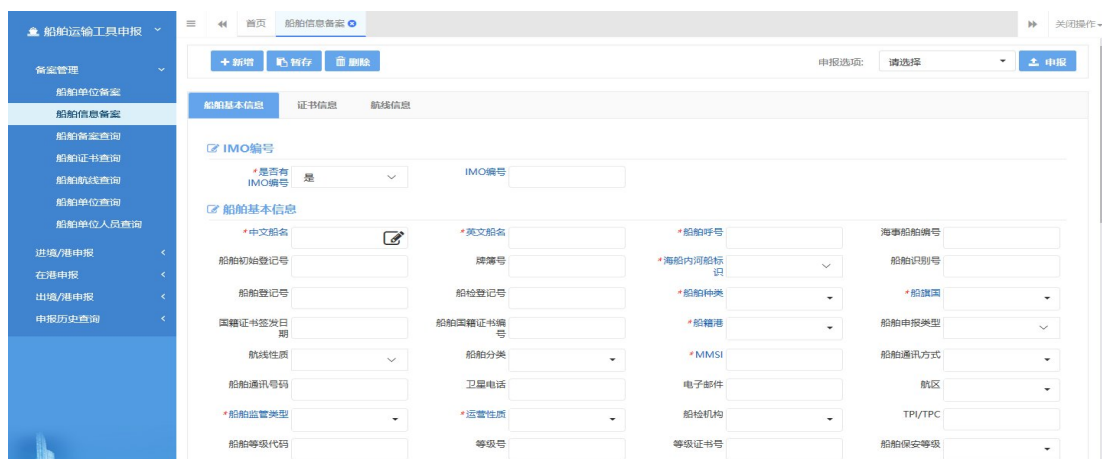 船舶运输工具申报
首页 船舶信息备案 关闭操作
备案管理
船舶单位备案
船舶信息备案
船舶备案查询
船舶证书查询
船舶航线查询
船舶单位查询
船舶单位人员查询
进境/港申报
在港申报
出境/港申报
申报历史查询
+新增 暂存 删除 申报选项: 请选择 申报
船舶基本信息 证书信息 航线信息
IMO编号
*是否有IMO编号 是 IMO编号
船舶基本信息
*中文船名 *英文船名 *船舶呼号 海事船舶编号
船舶初始登记号 牌簿号 *海船内河船标识 船舶识别号
船舶登记号 船检登记号 *船舶种类 *船旗国
国籍证书签发日期 船舶国籍证书编号 *船籍港 船舶申报类型
航线性质 船舶分类 *MMSI 船舶通讯方式
船舶通讯号码 卫星电话 电子邮件 航区
*船舶监管类型 *运营性质 船检机构 TPI/TPC
船舶等级代码 等级号 等级证书号 船舶保安等级